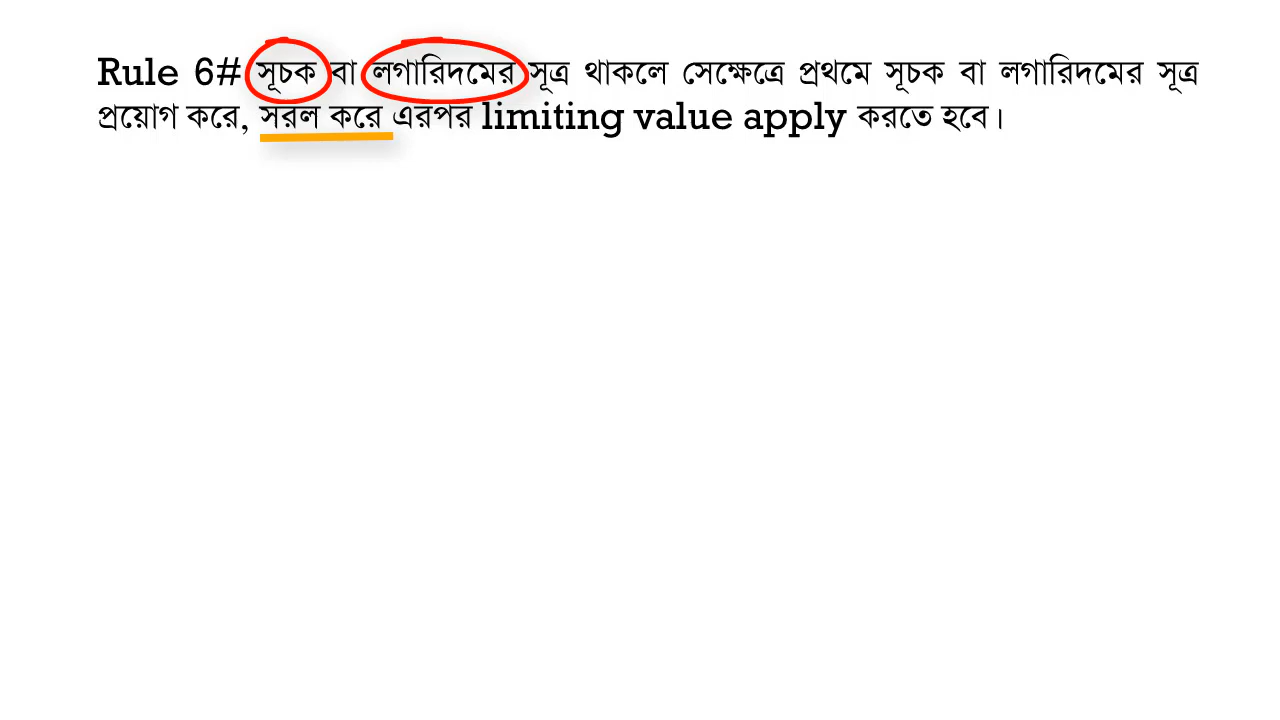 Rule 6# সূচক বা লগারিদমের সূত্র থাকলে সেক্ষেত্রে প্রথমে সূচক বা লগারিদমের সূত্র
প্রয়োগ করে, সরল করে এরপর limiting value apply করতে হবে।